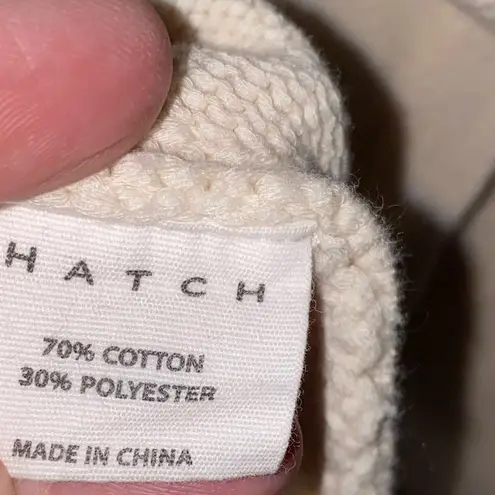 HATCH
70% COTTON
30% POLYESTER
MADE IN CHINA